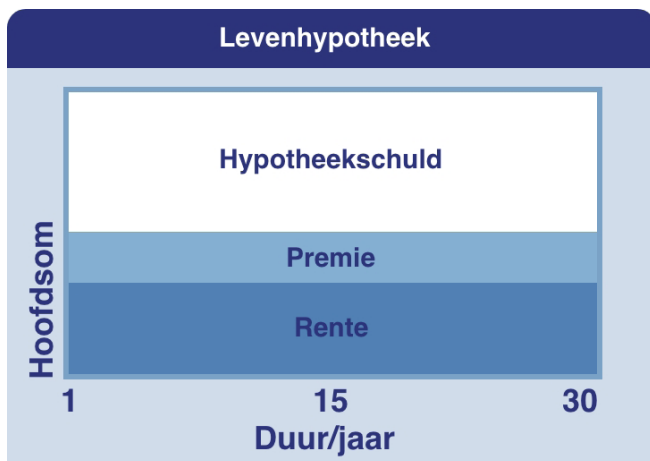 Levenhypotheek
Hypotheekschuld
Premie
Rente
Hoofdsom
1 15 30
Duur/jaar